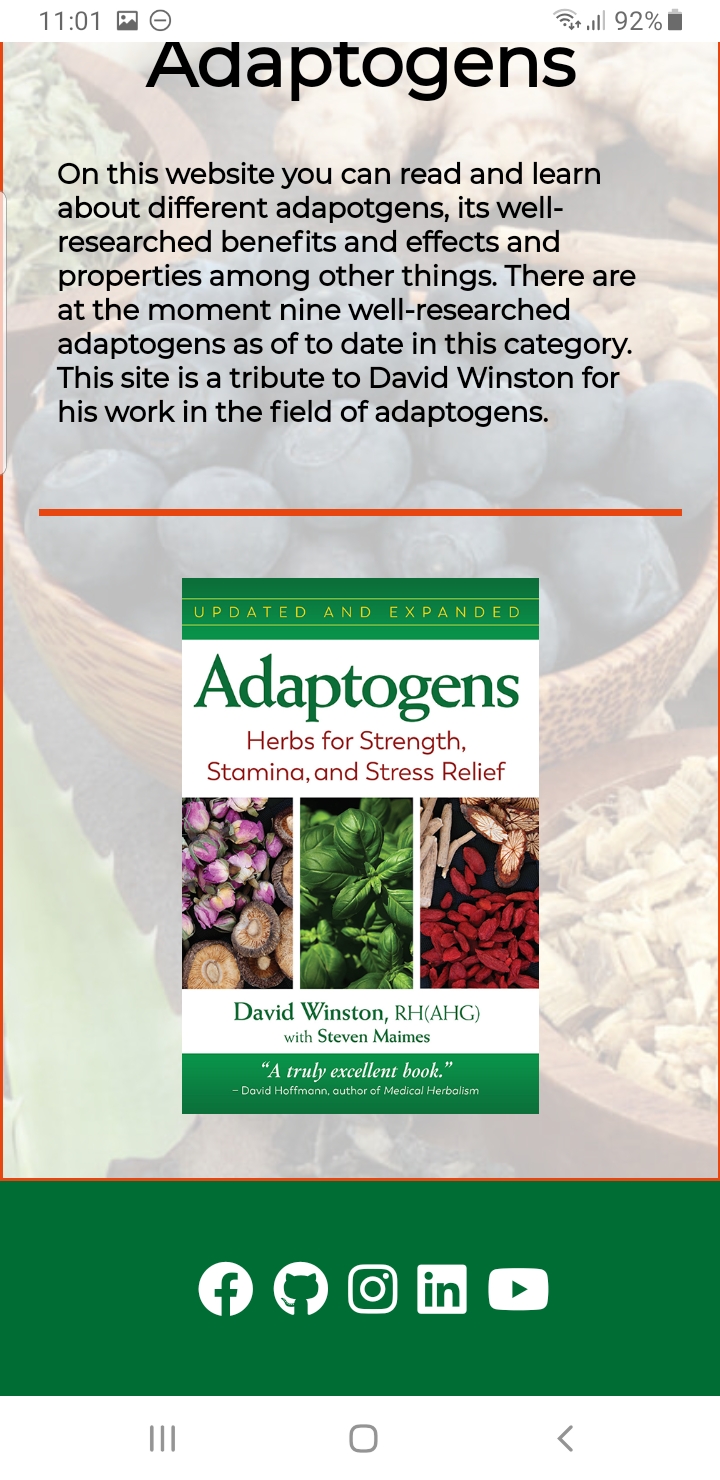 11:01
92%
Adaptogens
On this website you can read and learn
about different adapotgens, its well-
researched benefits and effects and
properties among other things. There are
at the moment nine well-researched
adaptogens as of to date in this category.
This site is a tribute to David Winston for
his work in the field of adaptogens.
UPDATED AND EXPANDED
Adaptogens
Herbs for Strength,
Stamina, and Stress Relief
David Winston, RH(AHG)
with Steven Maimes
“A truly excellent book.”
– David Hoffmann, author of Medical Herbalism